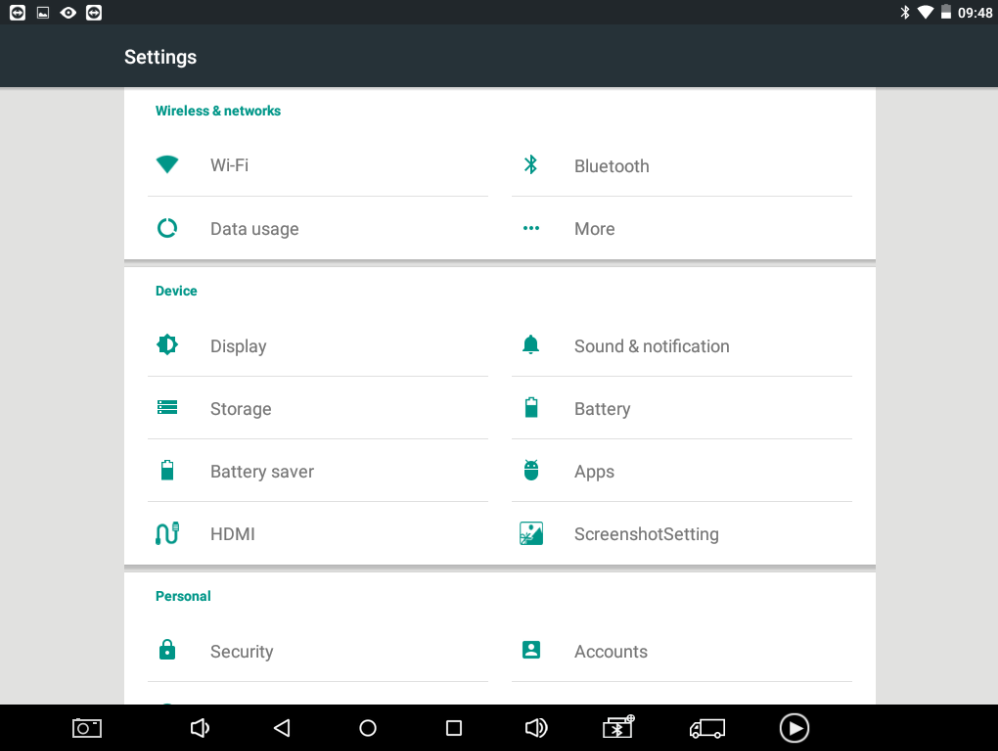 09:48
Settings
Wireless & networks
Wi-Fi
Bluetooth
Data usage
More
Device
Display
Sound & notification
Storage
Battery
Battery saver
Apps
HDMI
ScreenshotSetting
Personal
Security
Accounts